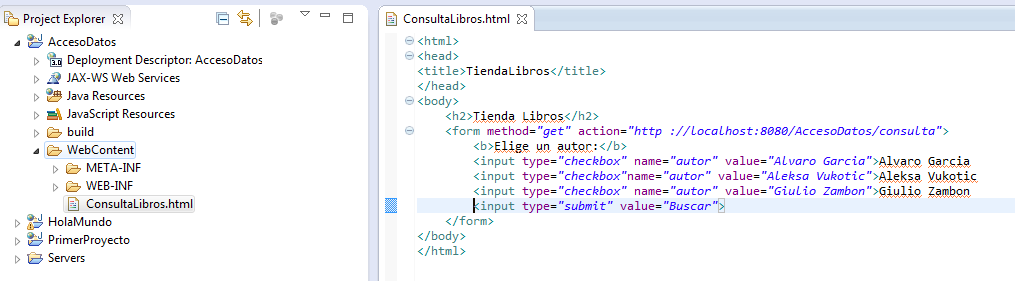 Project Explorer
AccesoDatos
3.0 Deployment Descriptor: AccesoDatos
JAX-WS Web Services
Java Resources
JavaScript Resources
build
WebContent
META-INF
WEB-INF
ConsultaLibros.html
HolaMundo
PrimerProyecto
Servers
ConsultaLibros.html
<html>
<head>
<title>TiendaLibros</title>
</head>
<body>
<h2>Tienda Libros</h2>
<form method="get" action="http ://localhost:8080/AccesoDatos/consulta">
<b>Elige un autor:</b>
<input type="checkbox" name="autor" value="Alvaro Garcia">Alvaro Garcia
<input type="checkbox"name="autor" value="Aleksa Vukotic">Aleksa Vukotic
<input type="checkbox" name="autor" value="Giulio Zambon">Giulio Zambon
<input type="submit" value="Buscar">
</form>
</body>
</html>